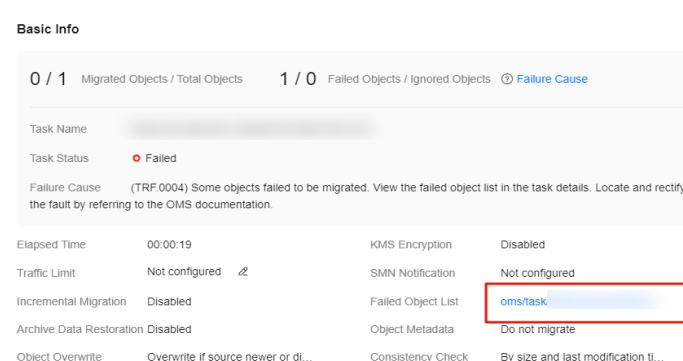 Basic Info
0 / 1 Migrated Objects / Total Objects 1 / 0 Failed Objects / Ignored Objects ? Failure Cause
Task Name
Task Status Failed
Failure Cause (TRF.0004) Some objects failed to be migrated. View the failed object list in the task details. Locate and rectify
the fault by referring to the OMS documentation.
Elapsed Time 00:00:19 KMS Encryption Disabled
Traffic Limit Not configured SMN Notification Not configured
Incremental Migration Disabled Failed Object List oms/task
Archive Data Restoration Disabled Object Metadata Do not migrate
Object Overwrite Overwrite if source newer or di... Consistency Check By size and last modification ti...